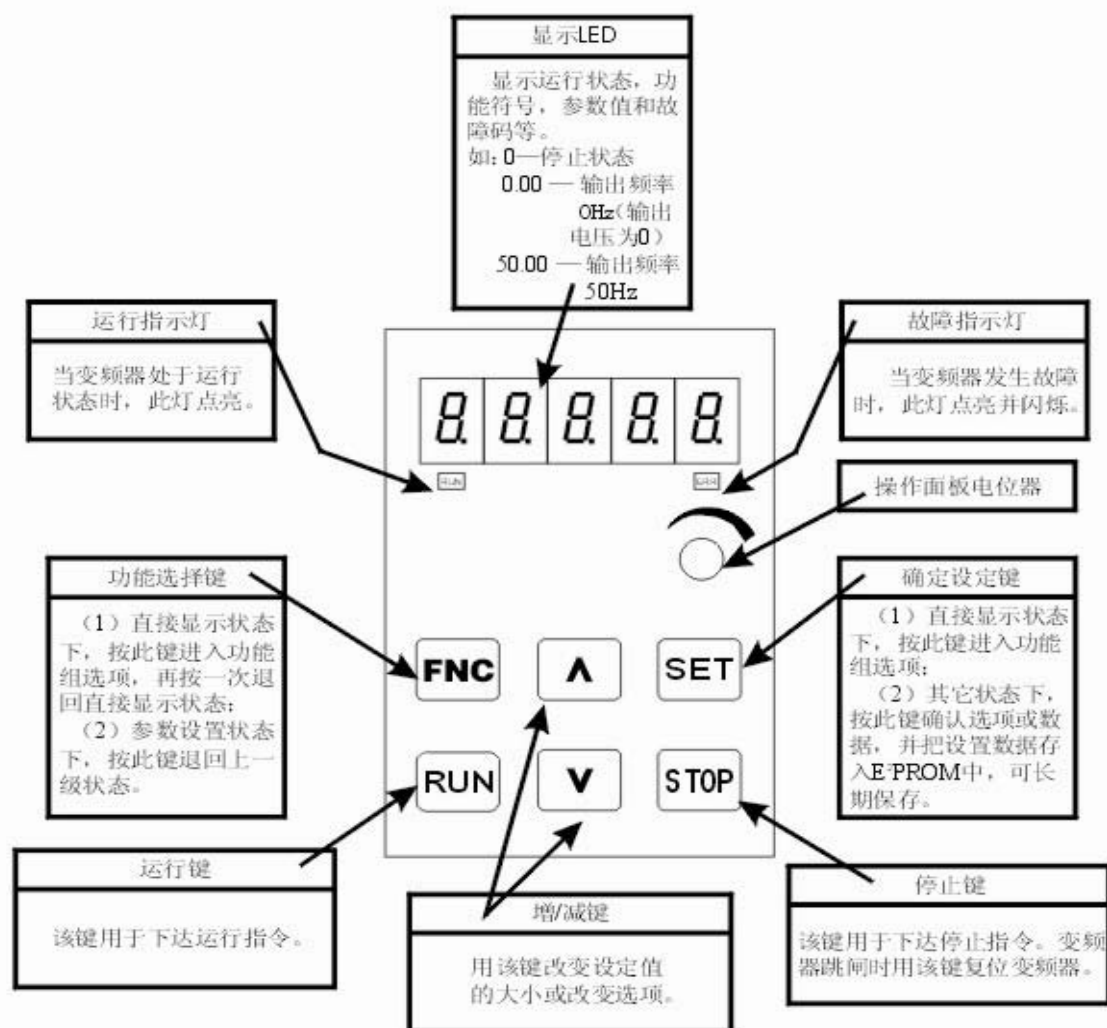 显示LED
显示运行状态，功
能符号，参数值和故
障码等。
如：0—停止状态
0.00 — 输出频率
0Hz（输出
电压为0）
50.00 — 输出频率
50Hz
运行指示灯
当变频器处于运行
状态时，此灯点亮。
故障指示灯
当变频器发生故障
时，此灯点亮并闪烁。
8.8.8.8.8.
RUN
ERR
操作面板电位器
功能选择键
（1）直接显示状态
下，按此键进入功能
组选项，再按一次退
回直接显示状态；
（2）参数设置状态
下，按此键退回上一
级状态。
确定设定键
（1）直接显示状态
下，按此键进入功能
组选项；
（2）其它状态下，
按此键确认选项或数
据，并把设置数据存
入E²PROM中，可长
期保存。
FNC
∧
SET
RUN
∨
STOP
运行键
该键用于下达运行指令。
增/减键
用该键改变设定值
的大小或改变选项。
停止键
该键用于下达停止指令。变频
器跳闸时用该键复位变频器。